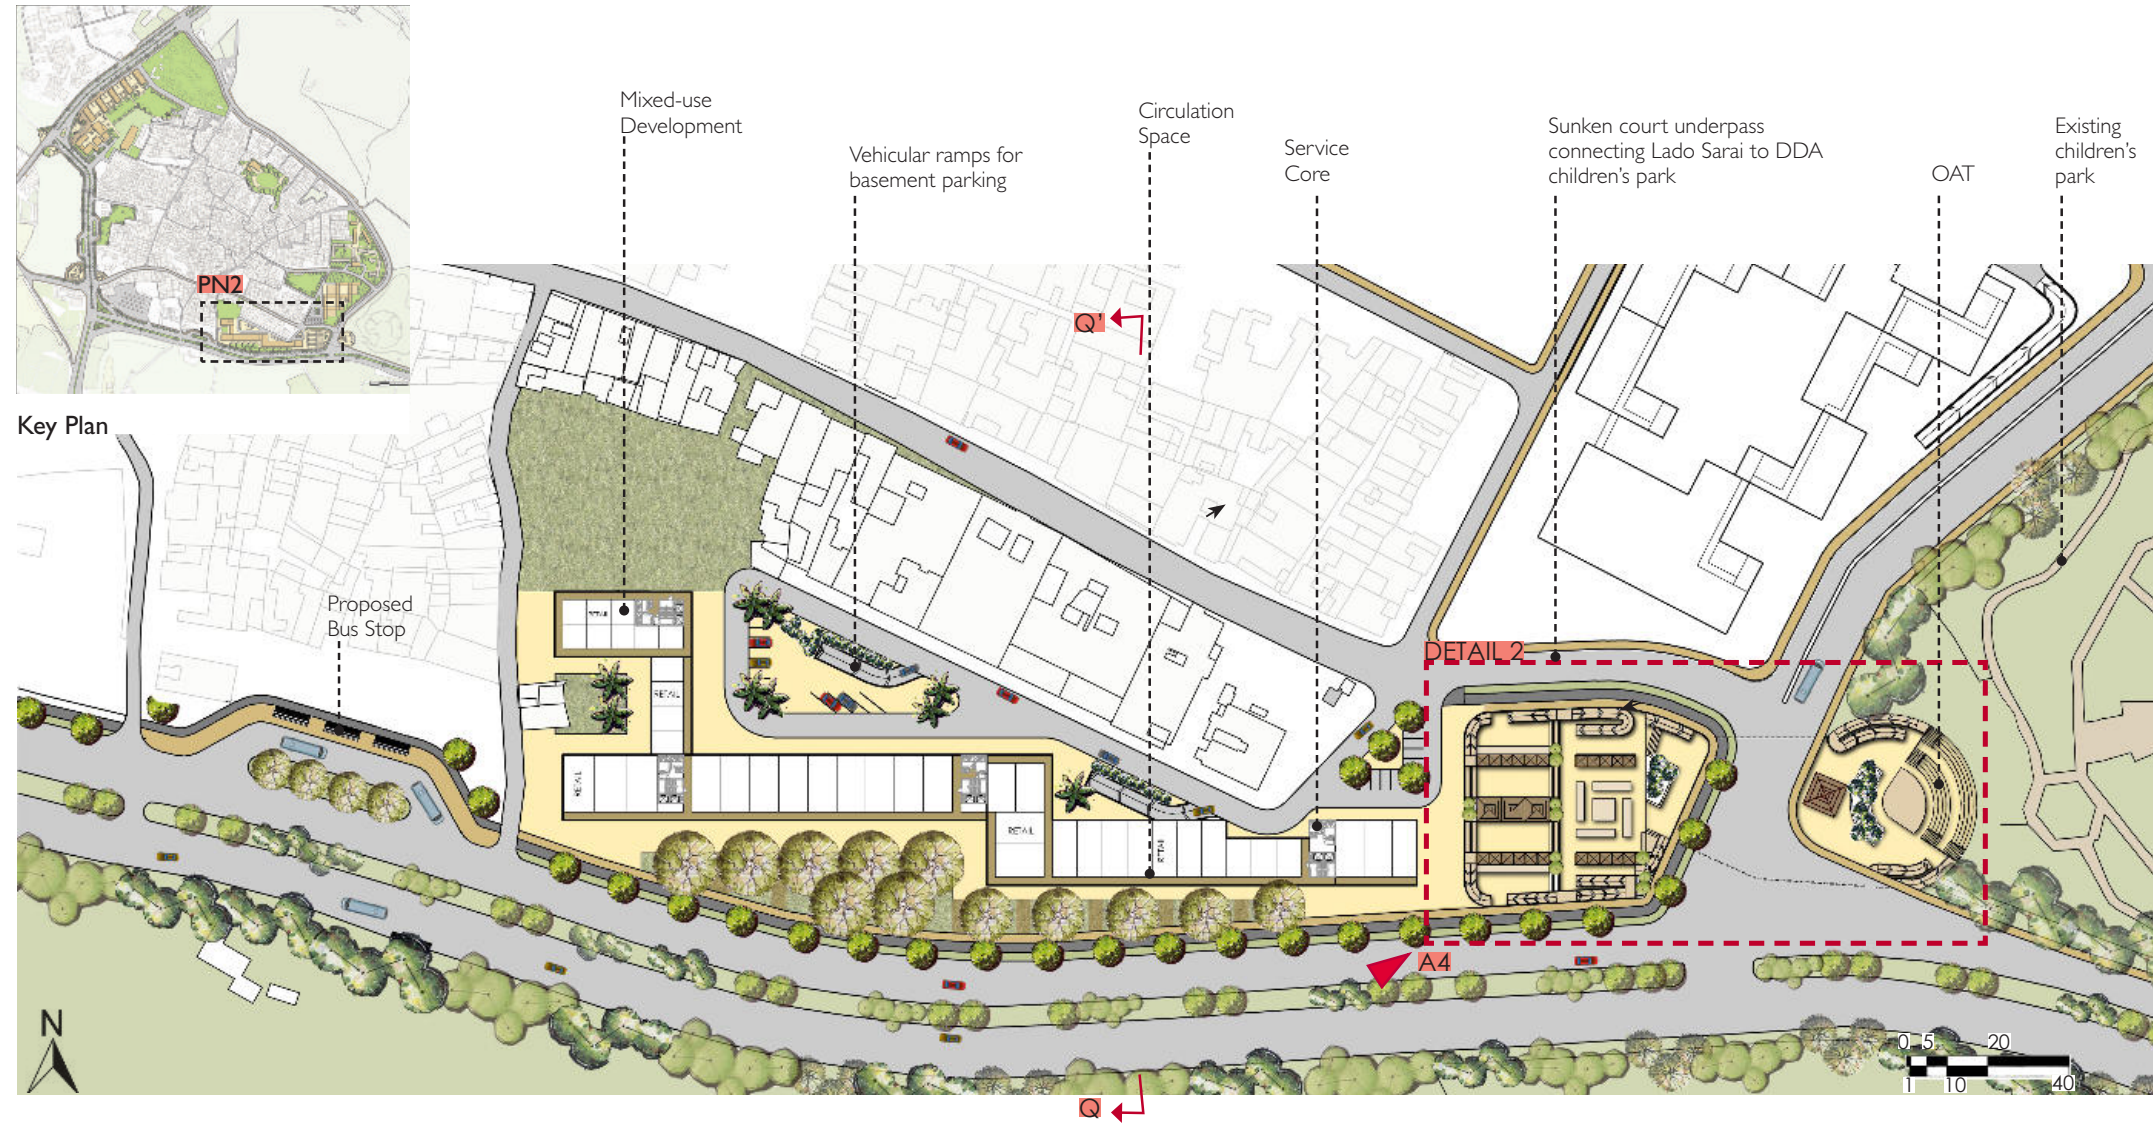 Mixed-use
Development
Vehicular ramps for
basement parking
Circulation
Space
Service
Core
Sunken court underpass
connecting Lado Sarai to DDA
children's park
OAT
Existing
children's
park
PN2
Key Plan
Q'
Proposed
Bus Stop
RETAIL
RETAIL
RETAIL
RETAIL
RETAIL
DETAIL 2
A4
Q
N
0 5 20
1 10 40